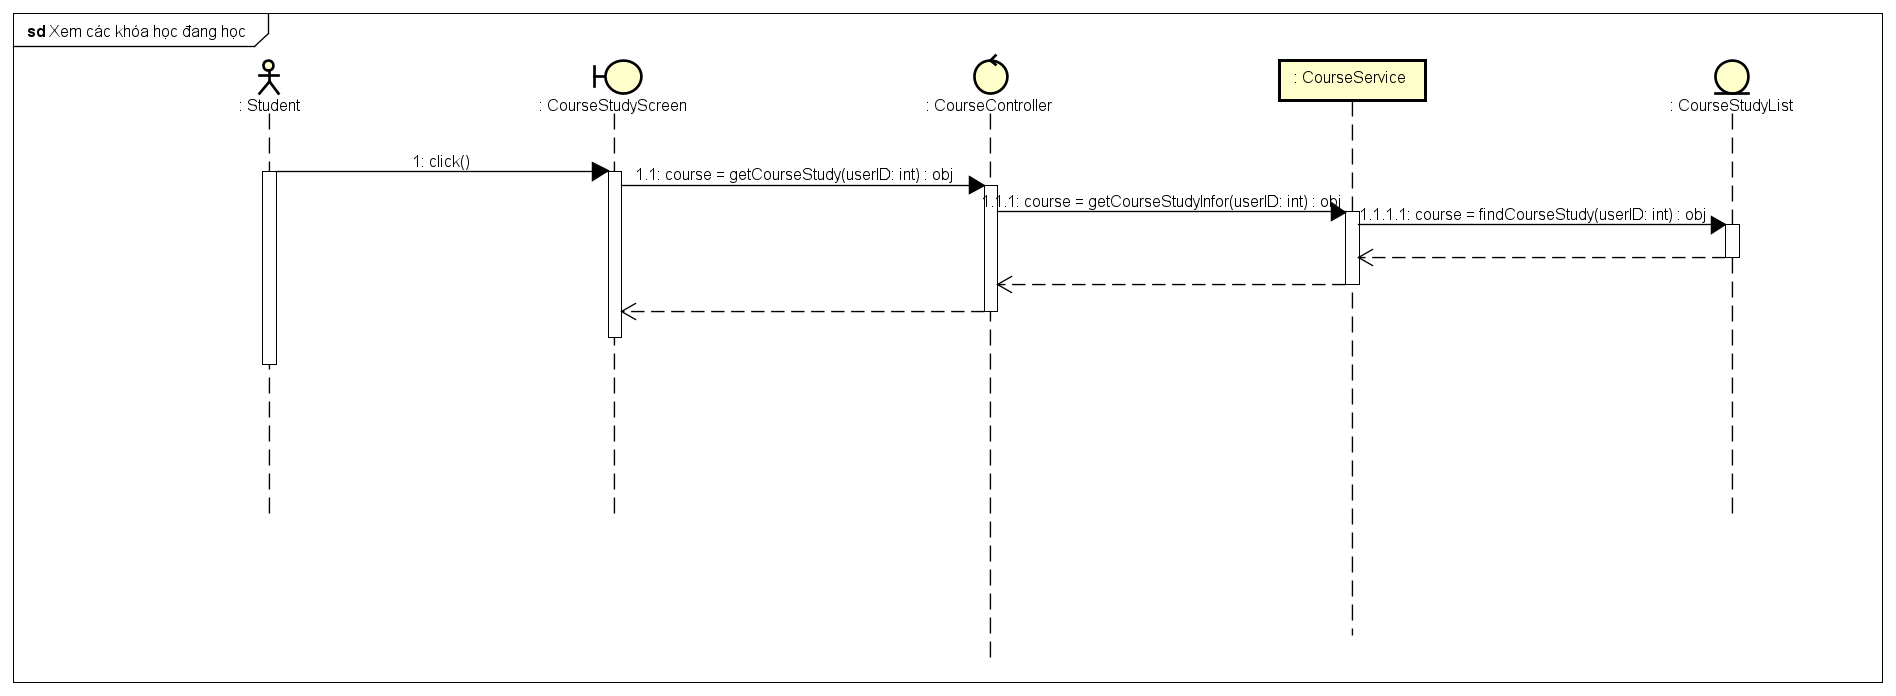 sd Xem các khóa học đang học
: Student
: CourseStudyScreen
: CourseController
: CourseService
: CourseStudyList
1: click()
1.1: course = getCourseStudy(userID: int) : obj
1.1.1: course = getCourseStudyInfor(userID: int) : obj
1.1.1.1: course = findCourseStudy(userID: int) : obj